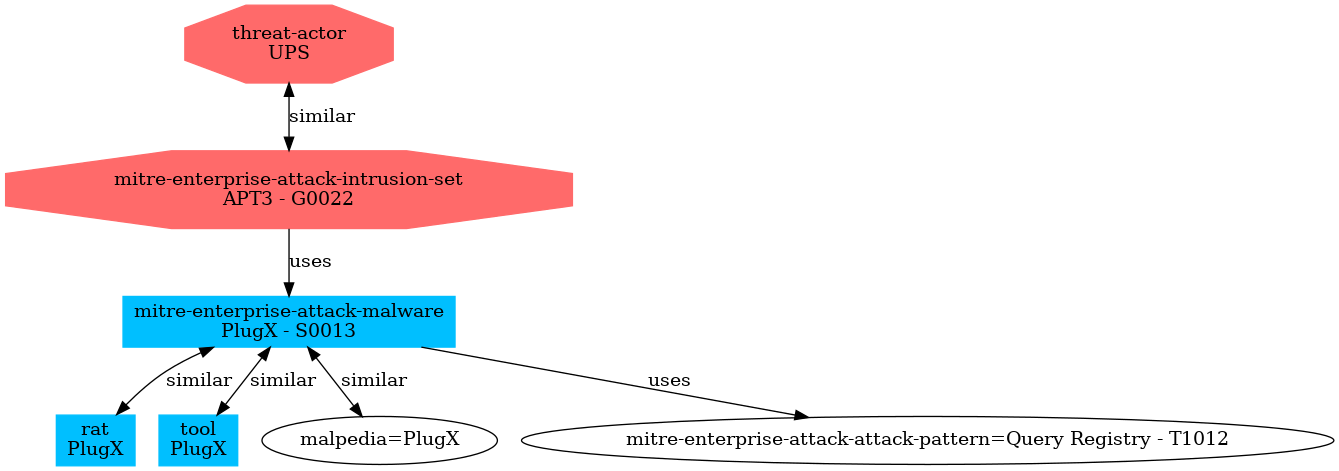 threat-actor
UPS
similar
mitre-enterprise-attack-intrusion-set
APT3 - G0022
uses
mitre-enterprise-attack-malware
PlugX - S0013
similar
similar
similar
uses
rat
PlugX
tool
PlugX
malpedia=PlugX
mitre-enterprise-attack-attack-pattern=Query Registry - T1012